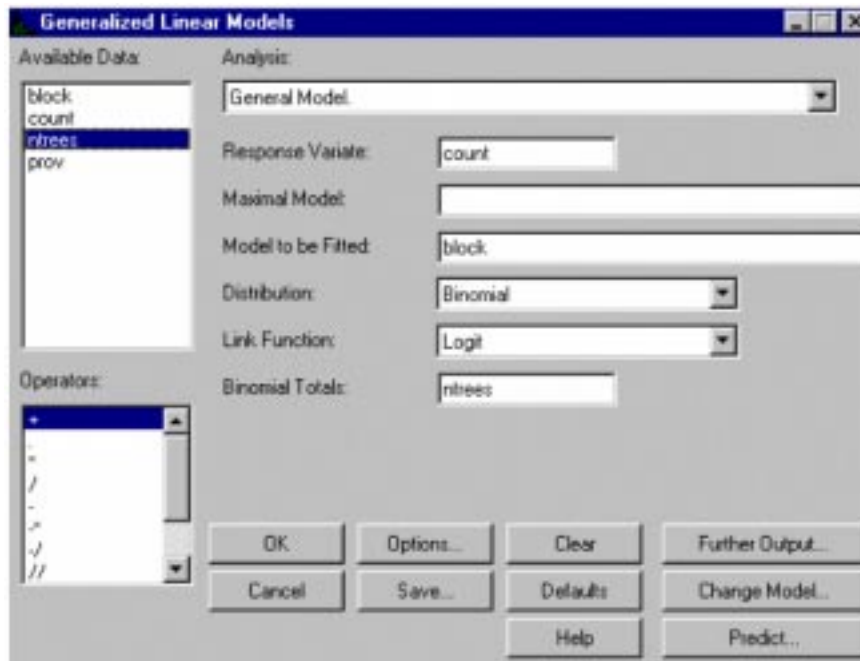 Generalized Linear Models
Available Data:
block
count
ntrees
prov
Analysis:
General Model.
Response Variate:
count
Maximal Model:
Model to be Fitted:
block
Distribution:
Binomial
Link Function:
Logit
Binomial Totals:
ntrees
Operators:
+
.
*
/
-
-*
-/
//
OK
Options...
Clear
Further Output...
Cancel
Save...
Defaults
Change Model...
Help
Predict...